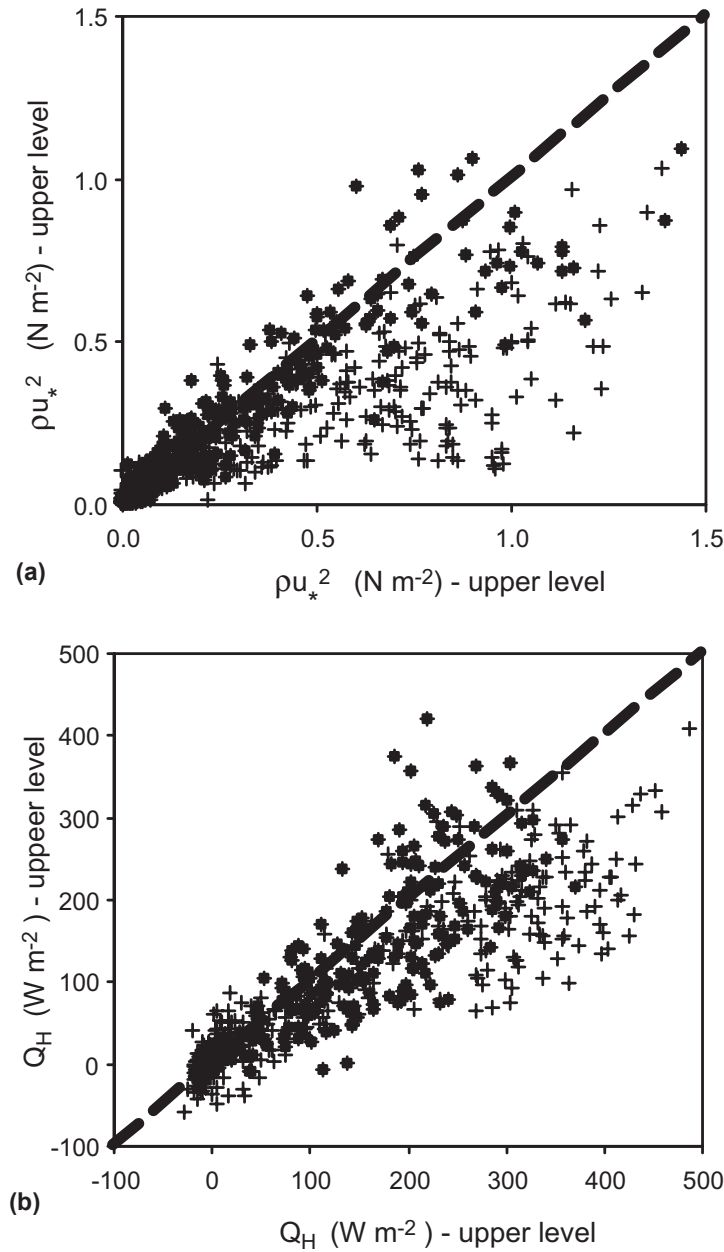 1.5
1.0
0.5
0.0
ρu*² (N m-2) - upper level
0.0 0.5 1.0 1.5
(a)
ρu*² (N m-2) - upper level
500
400
300
200
100
0
-100
QH (W m-2) - uppeer level
-100 0 100 200 300 400 500
(b)
QH (W m-2) - upper level